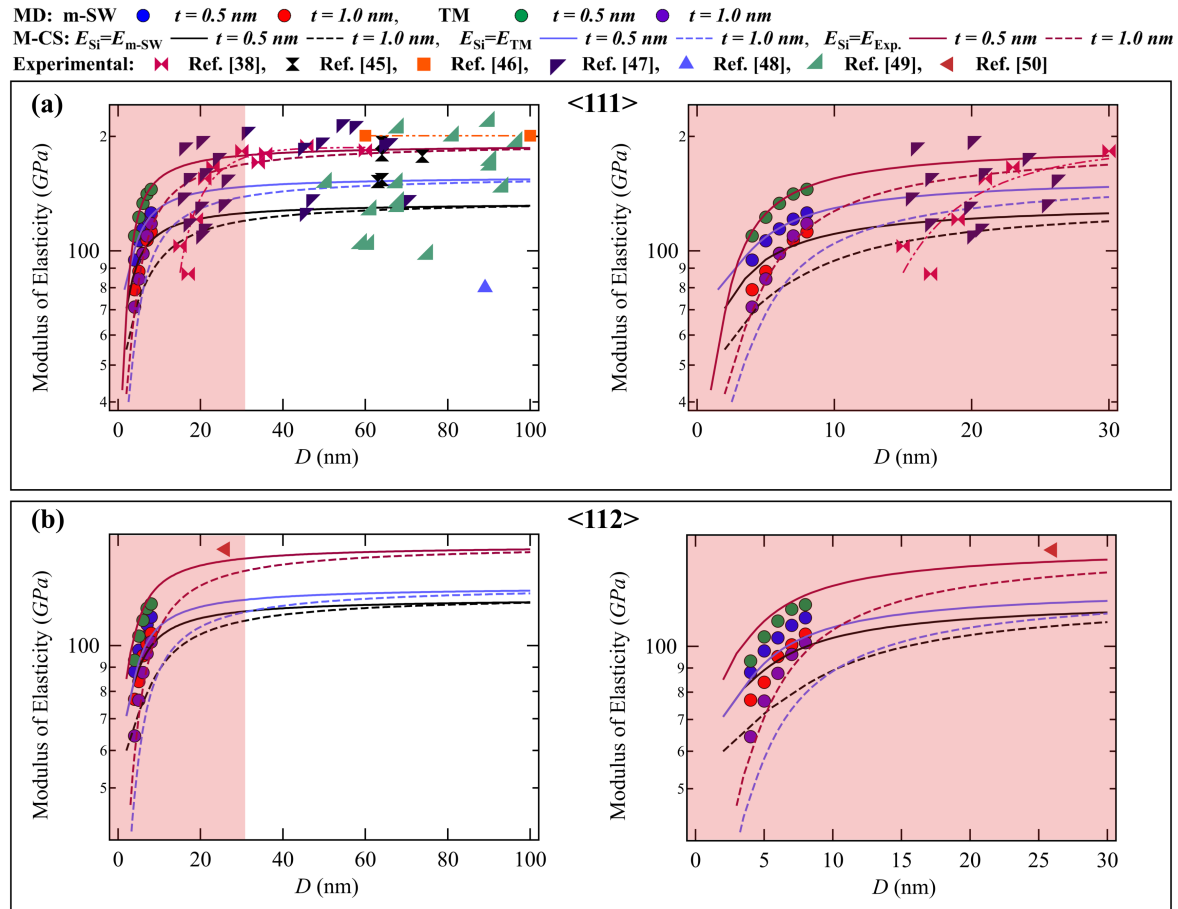 MD: m-SW t = 0.5 nm t = 1.0 nm, TM t = 0.5 nm t = 1.0 nm
M-CS: E_Si=E_m-SW t = 0.5 nm t = 1.0 nm, E_Si=E_TM t = 0.5 nm t = 1.0 nm, E_Si=E_Exp. t = 0.5 nm t = 1.0 nm
Experimental: Ref. [38], Ref. [45], Ref. [46], Ref. [47], Ref. [48], Ref. [49], Ref. [50]
(a) <111>
Modulus of Elasticity (GPa)
2
100
9
8
7
6
5
4
0 20 40 60 80 100
D (nm)
Modulus of Elasticity (GPa)
2
100
9
8
7
6
5
4
0 10 20 30
D (nm)
(b) <112>
Modulus of Elasticity (GPa)
100
9
8
7
6
5
0 20 40 60 80 100
D (nm)
Modulus of Elasticity (GPa)
100
9
8
7
6
5
0 5 10 15 20 25 30
D (nm)